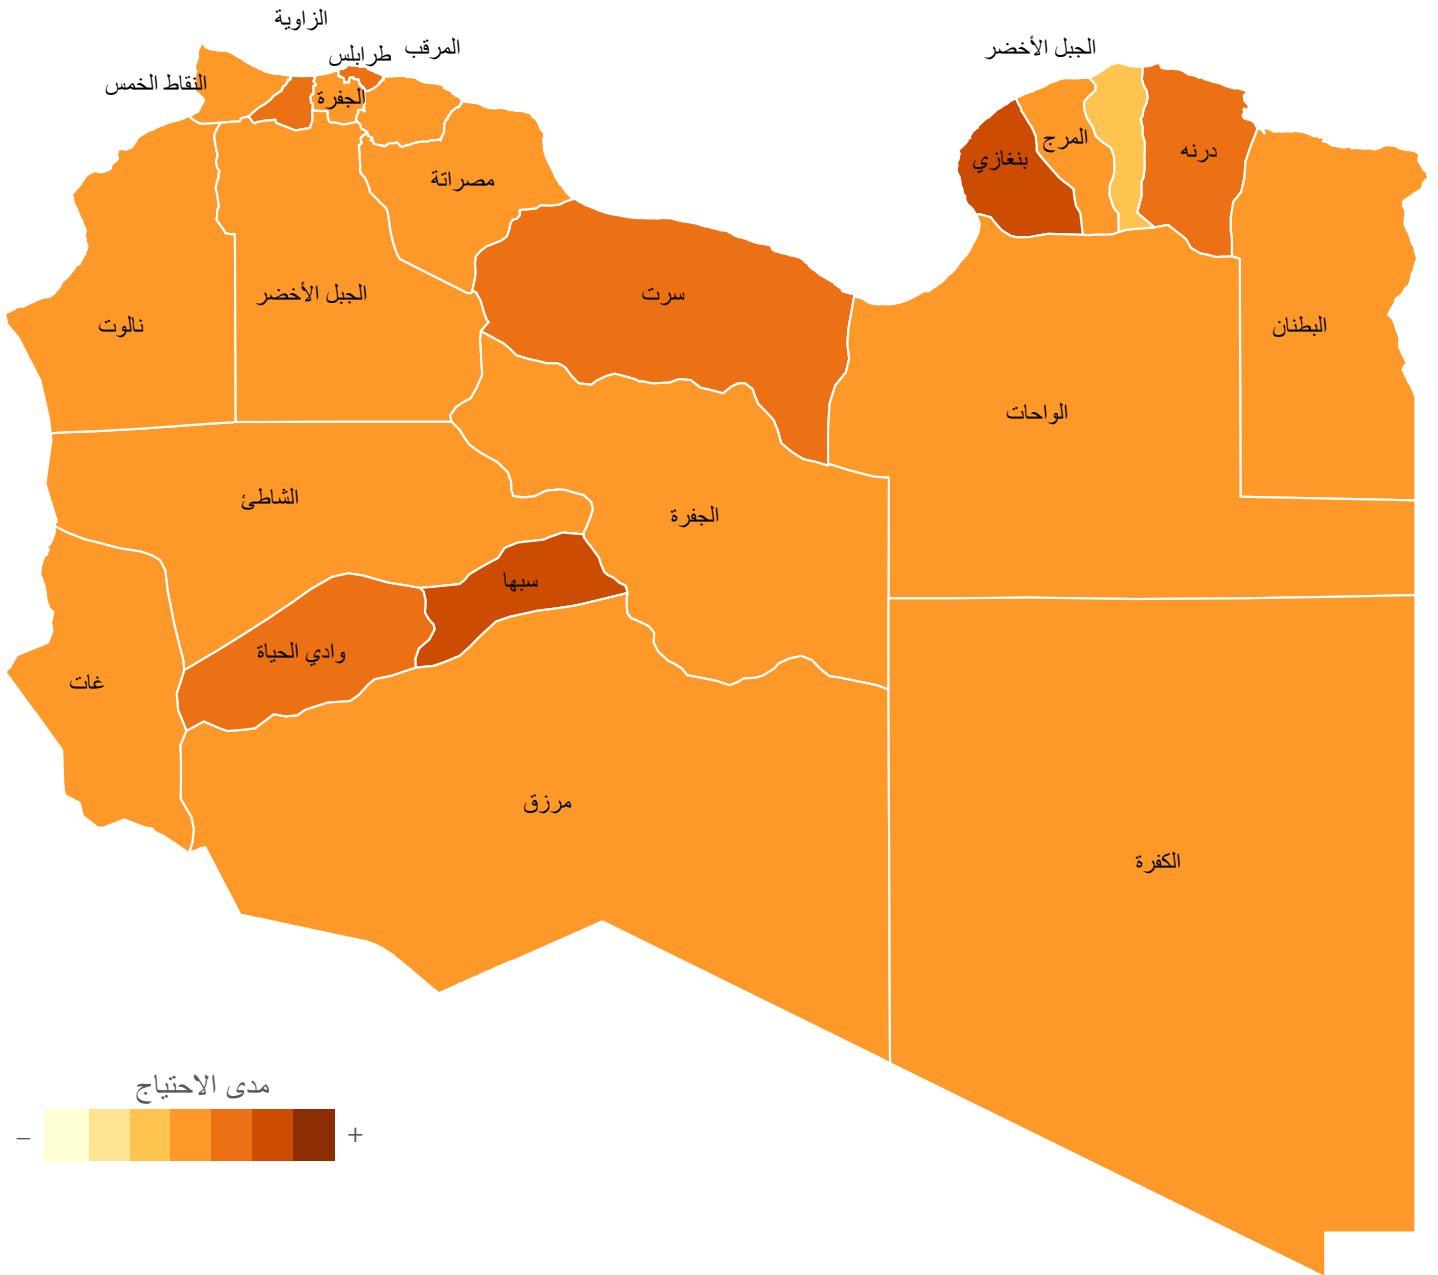 الزاوية
المرقب
طرابلس
الجبل الأخضر
النقاط الخمس
الجفرة
المرج
درنه
بنغازي
مصراتة
سرت
الجبل الأخضر
نالوت
البطنان
الواحات
الشاطئ
الجفرة
سبها
وادي الحياة
غات
مرزق
الكفرة
مدى الاحتياج
– +